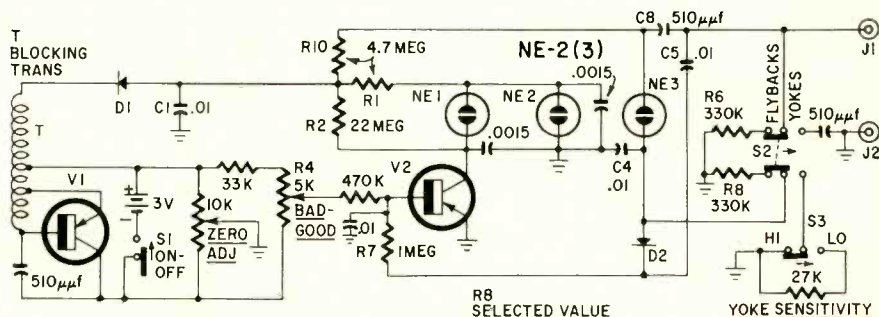 T
BLOCKING
TRANS
T
V1
510μμf
D1
C1
.01
+
-
3V
S1
ON-
OFF
33K
10K
ZERO
ADJ
R4
5K
BAD-
GOOD
R10
4.7 MEG
R1
R2
22 MEG
470K
.01
R7
1MEG
V2
NE1
NE-2(3)
NE2
.0015
.0015
C4
.01
NE3
C8
510μμf
C5
.01
D2
R8
SELECTED VALUE
R6
330K
R8
330K
FLYBACKS
YOKES
S2
510μμf
J1
J2
S3
HI
LO
27K
YOKE SENSITIVITY